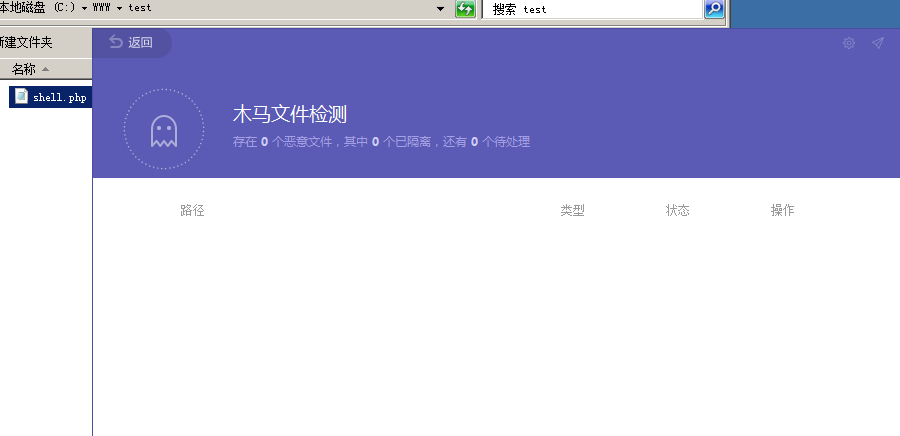 本地磁盘 (C:) WWW test
搜索 test
新建文件夹
名称
shell.php
返回
木马文件检测
存在 0 个恶意文件，其中 0 个已隔离，还有 0 个待处理
路径 类型 状态 操作